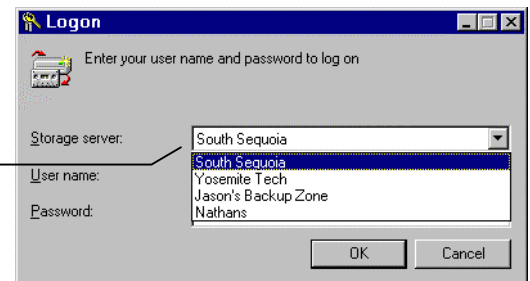 Logon
Enter your user name and password to log on
Storage server:
South Sequoia
South Sequoia
Yosemite Tech
Jason's Backup Zone
Nathans
User name:
Password:
OK
Cancel